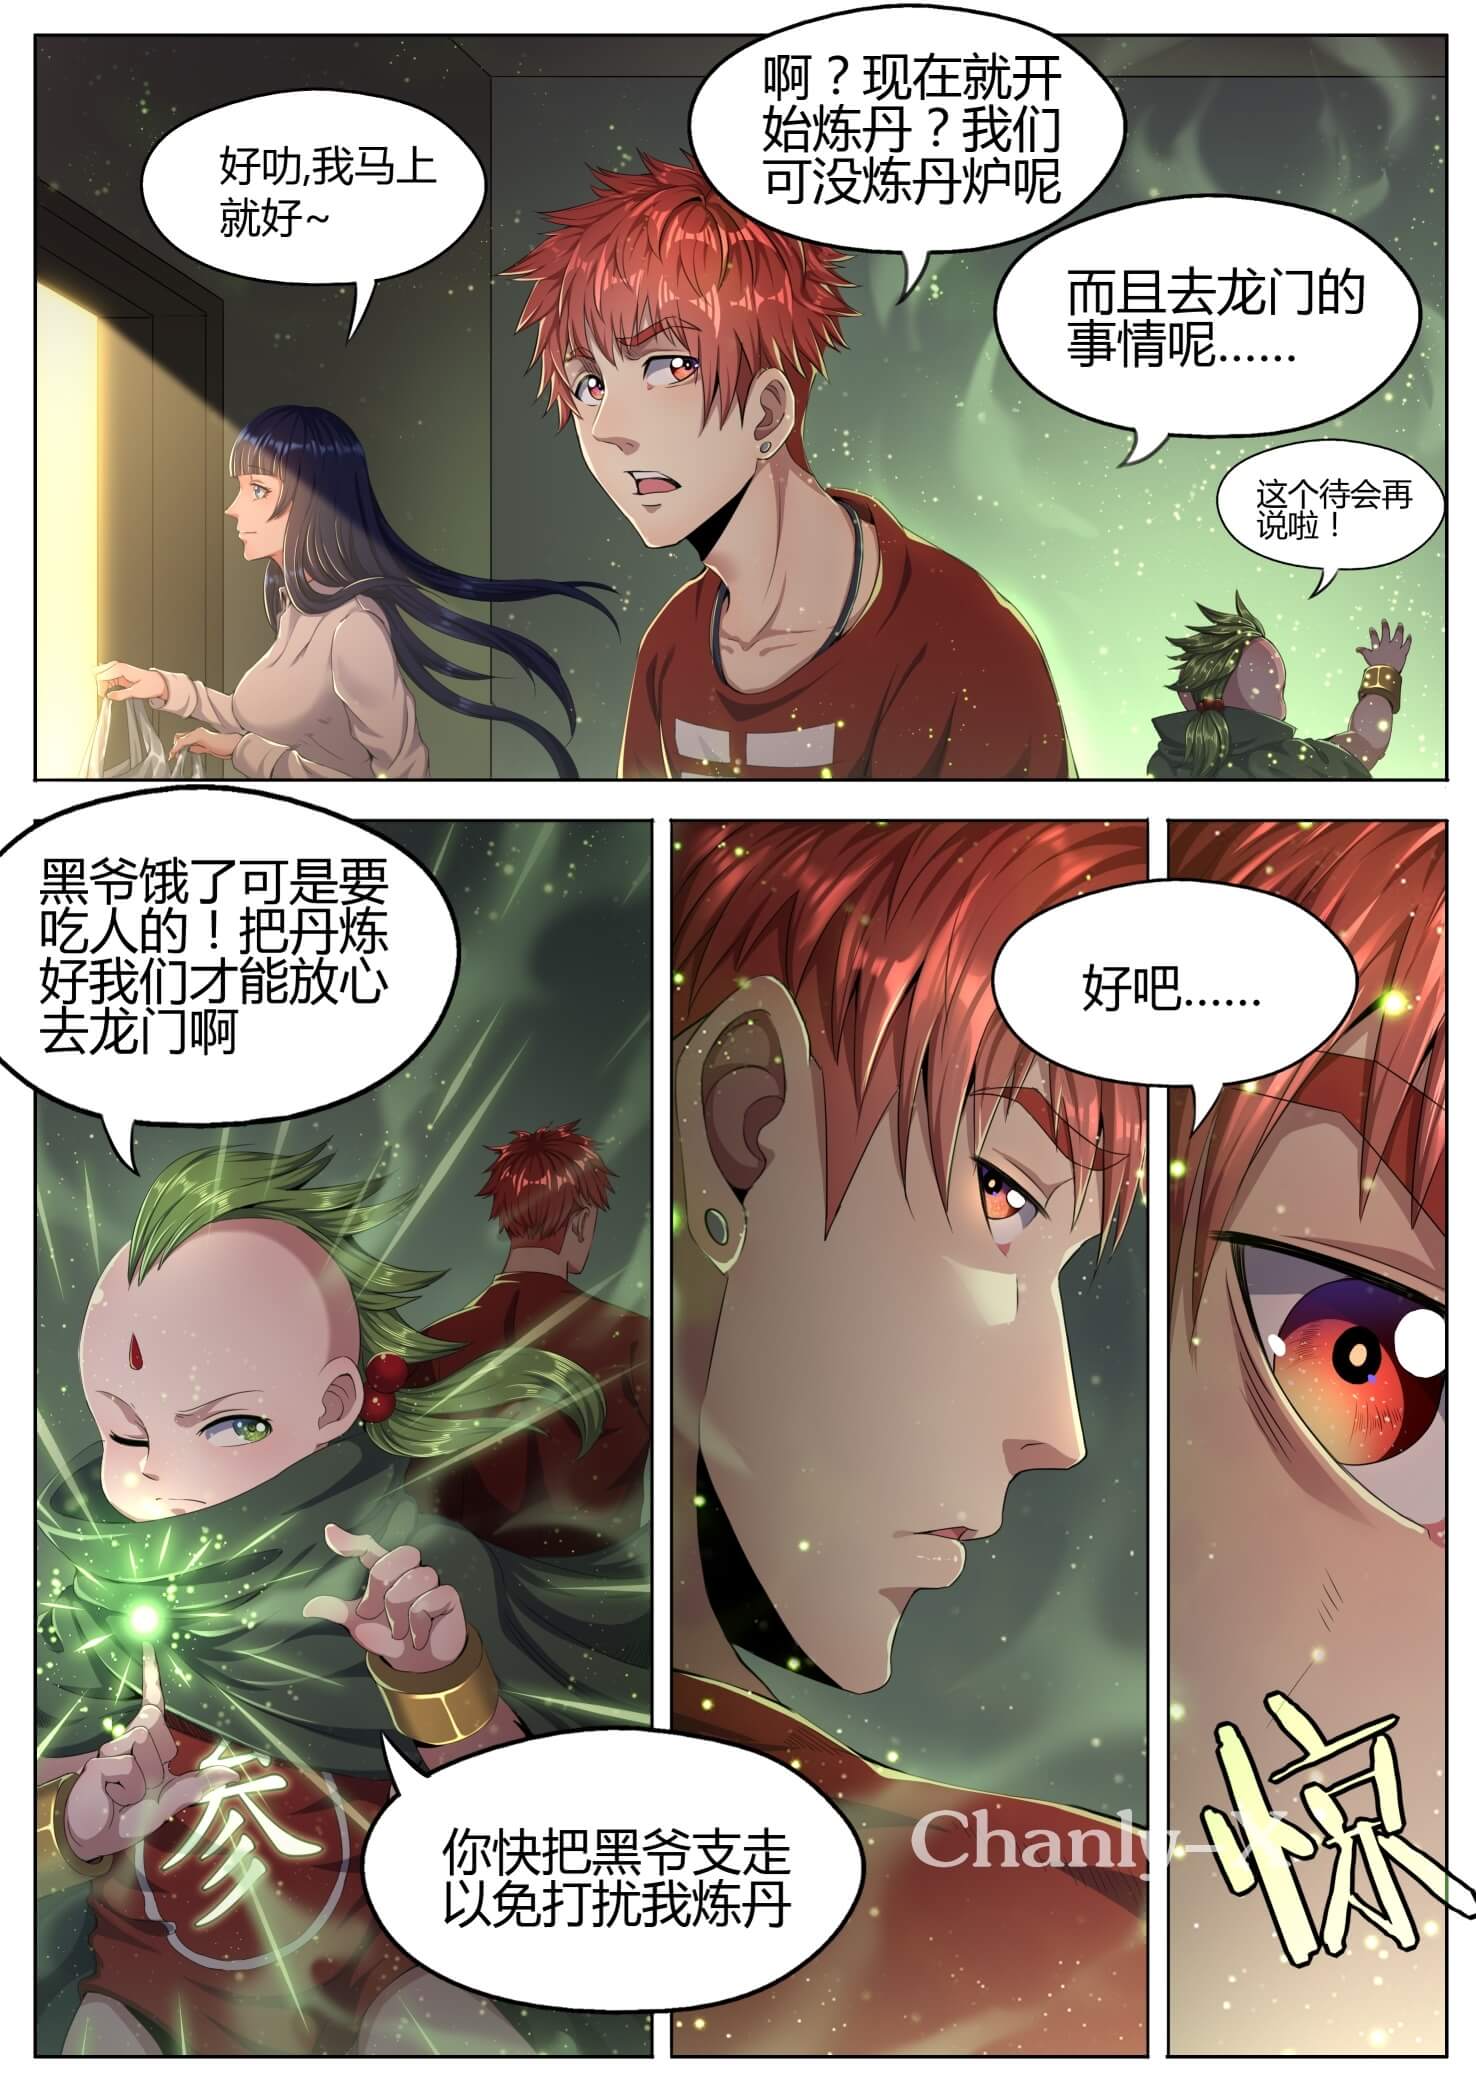 好叻,我马上
就好~
啊？现在就开
始炼丹？我们
可没炼丹炉呢
而且去龙门的
事情呢……
这个待会再
说啦！
黑爷饿了可是要
吃人的！把丹炼
好我们才能放心
去龙门啊
参
你快把黑爷支走
以免打扰我炼丹
好吧……
Chanly-X
惊